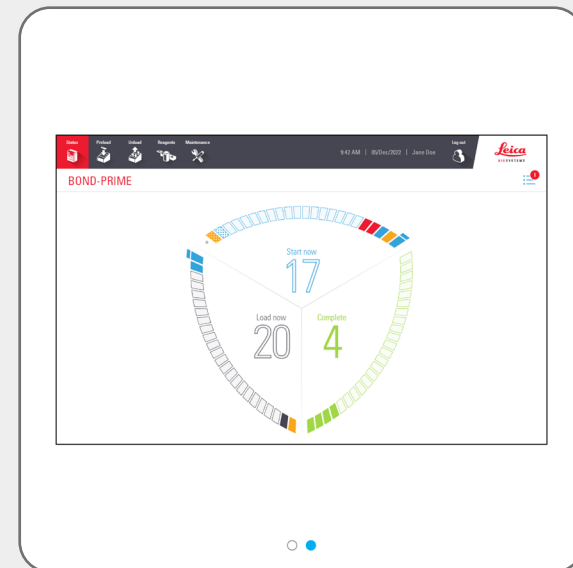 Status
Preload
Unload
Reagents
Maintenance
9:42 AM | 05/Dec/2022 | Jane Doe
Log out
Leica
BIOSYSTEMS
BOND-PRIME
1
Start now
17
Load now
20
Complete
4